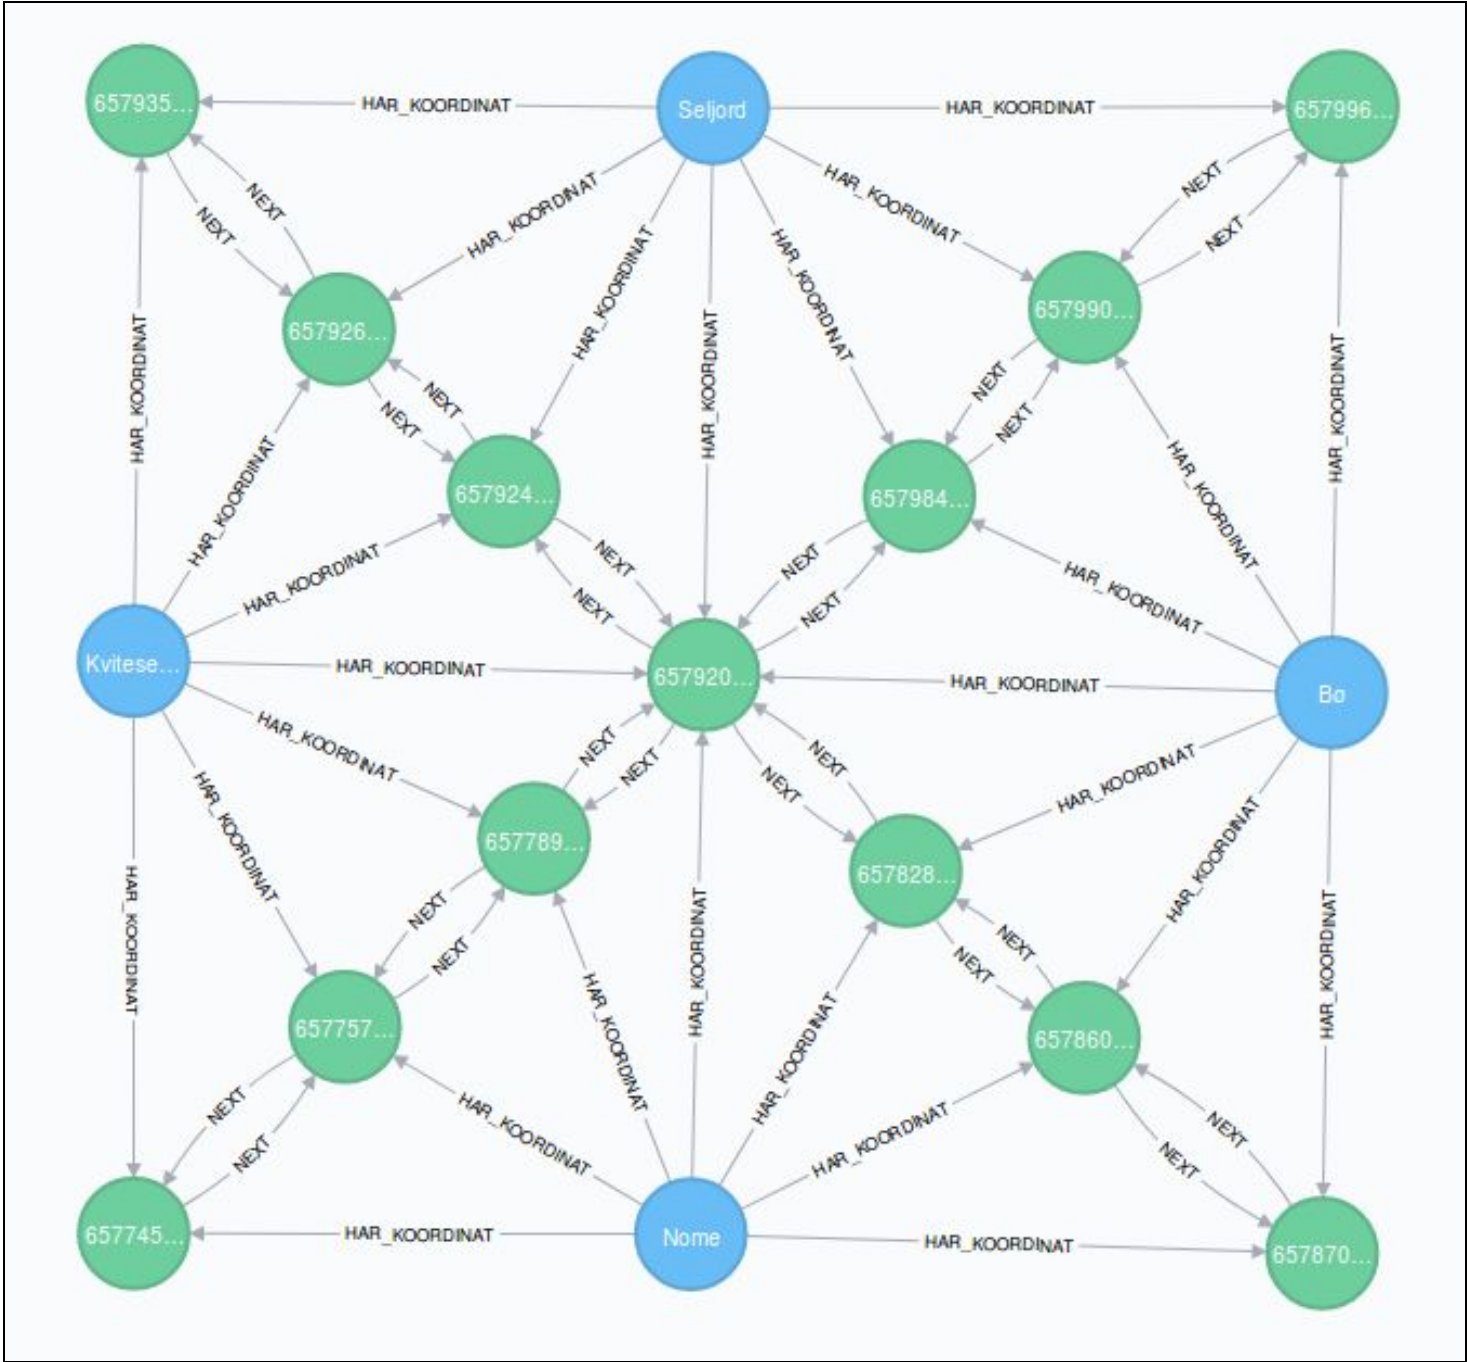 657935...
HAR_KOORDINAT
Seljord
HAR_KOORDINAT
657996...
NEXT
NEXT
HAR_KOORDINAT
HAR_KOORDINAT
NEXT
NEXT
HAR_KOORDINAT
HAR_KOORDINAT
657926...
657990...
HAR_KOORDINAT
HAR_KOORDINAT
HAR_KOORDINAT
NEXT
NEXT
NEXT
NEXT
657924...
657984...
HAR_KOORDINAT
HAR_KOORDINAT
NEXT
NEXT
HAR_KOORDINAT
HAR_KOORDINAT
NEXT
NEXT
Kvitese...
HAR_KOORDINAT
657920...
HAR_KOORDINAT
Bø
HAR_KOORDINAT
NEXT
NEXT
NEXT
NEXT
HAR_KOORDINAT
HAR_KOORDINAT
657789...
657828...
HAR_KOORDINAT
NEXT
NEXT
HAR_KOORDINAT
NEXT
NEXT
HAR_KOORDINAT
HAR_KOORDINAT
657757...
HAR_KOORDINAT
HAR_KOORDINAT
657860...
NEXT
NEXT
HAR_KOORDINAT
HAR_KOORDINAT
NEXT
NEXT
657745...
HAR_KOORDINAT
Nome
HAR_KOORDINAT
657870...